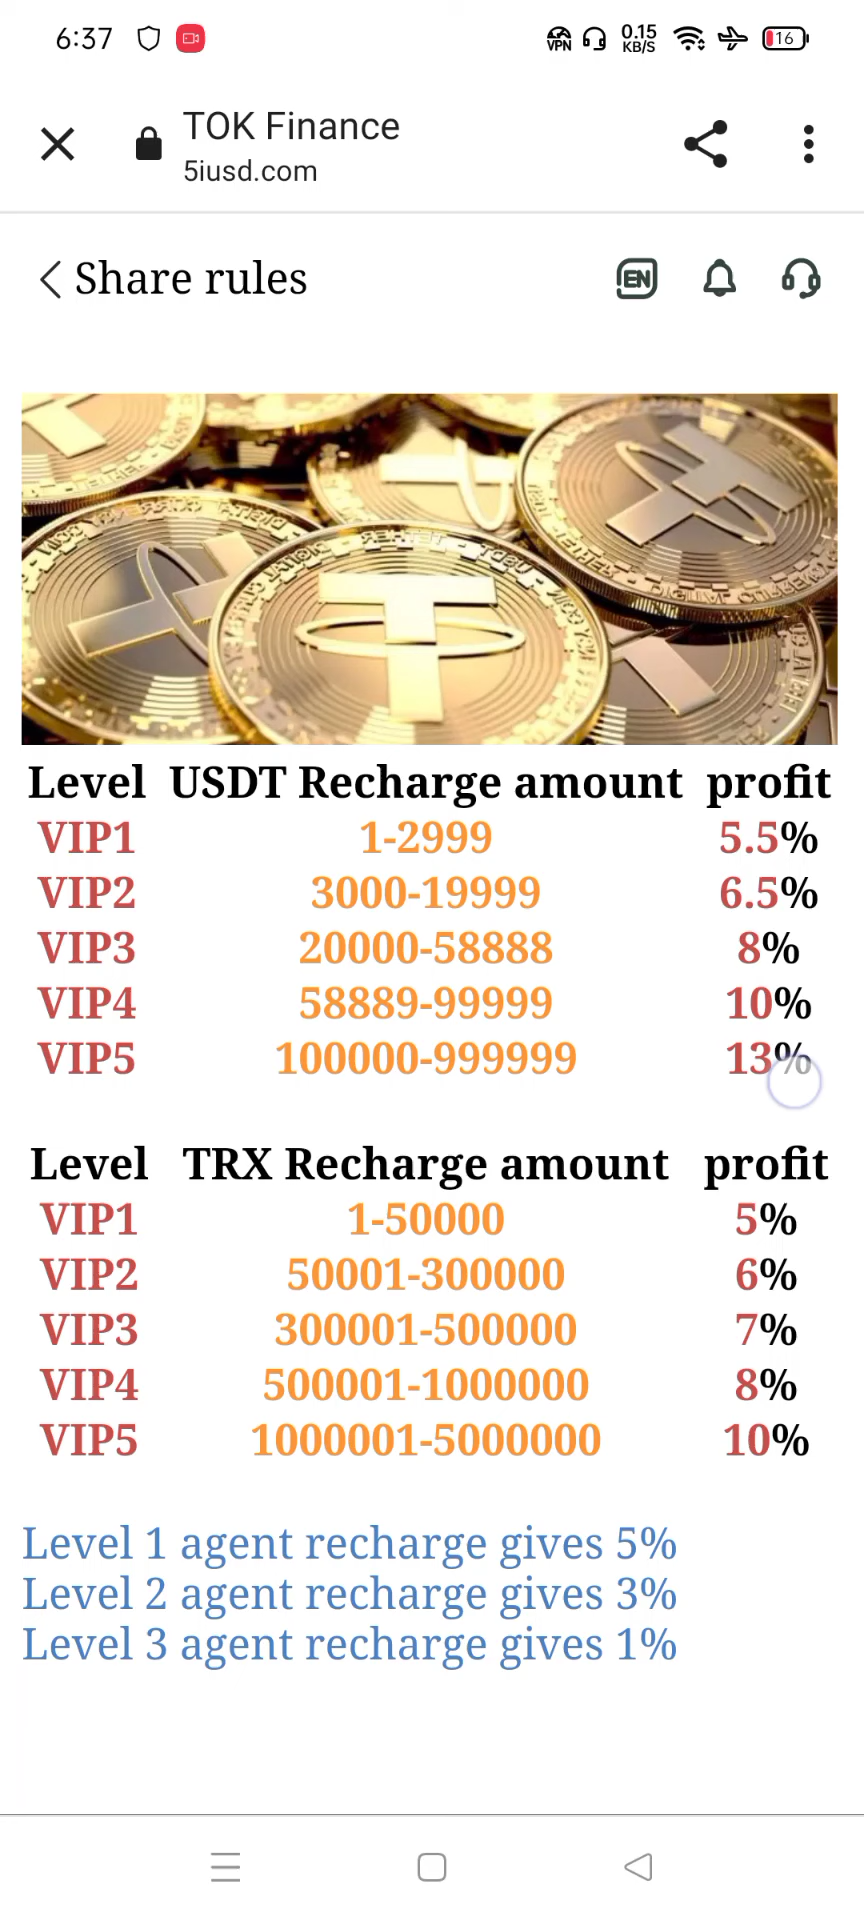 6:37 VPN 0.15 KB/S 16
TOK Finance
5iusd.com
Share rules EN
Level USDT Recharge amount profit
VIP1 1-2999 5.5%
VIP2 3000-19999 6.5%
VIP3 20000-58888 8%
VIP4 58889-99999 10%
VIP5 100000-999999 13%
Level TRX Recharge amount profit
VIP1 1-50000 5%
VIP2 50001-300000 6%
VIP3 300001-500000 7%
VIP4 500001-1000000 8%
VIP5 1000001-5000000 10%
Level 1 agent recharge gives 5%
Level 2 agent recharge gives 3%
Level 3 agent recharge gives 1%